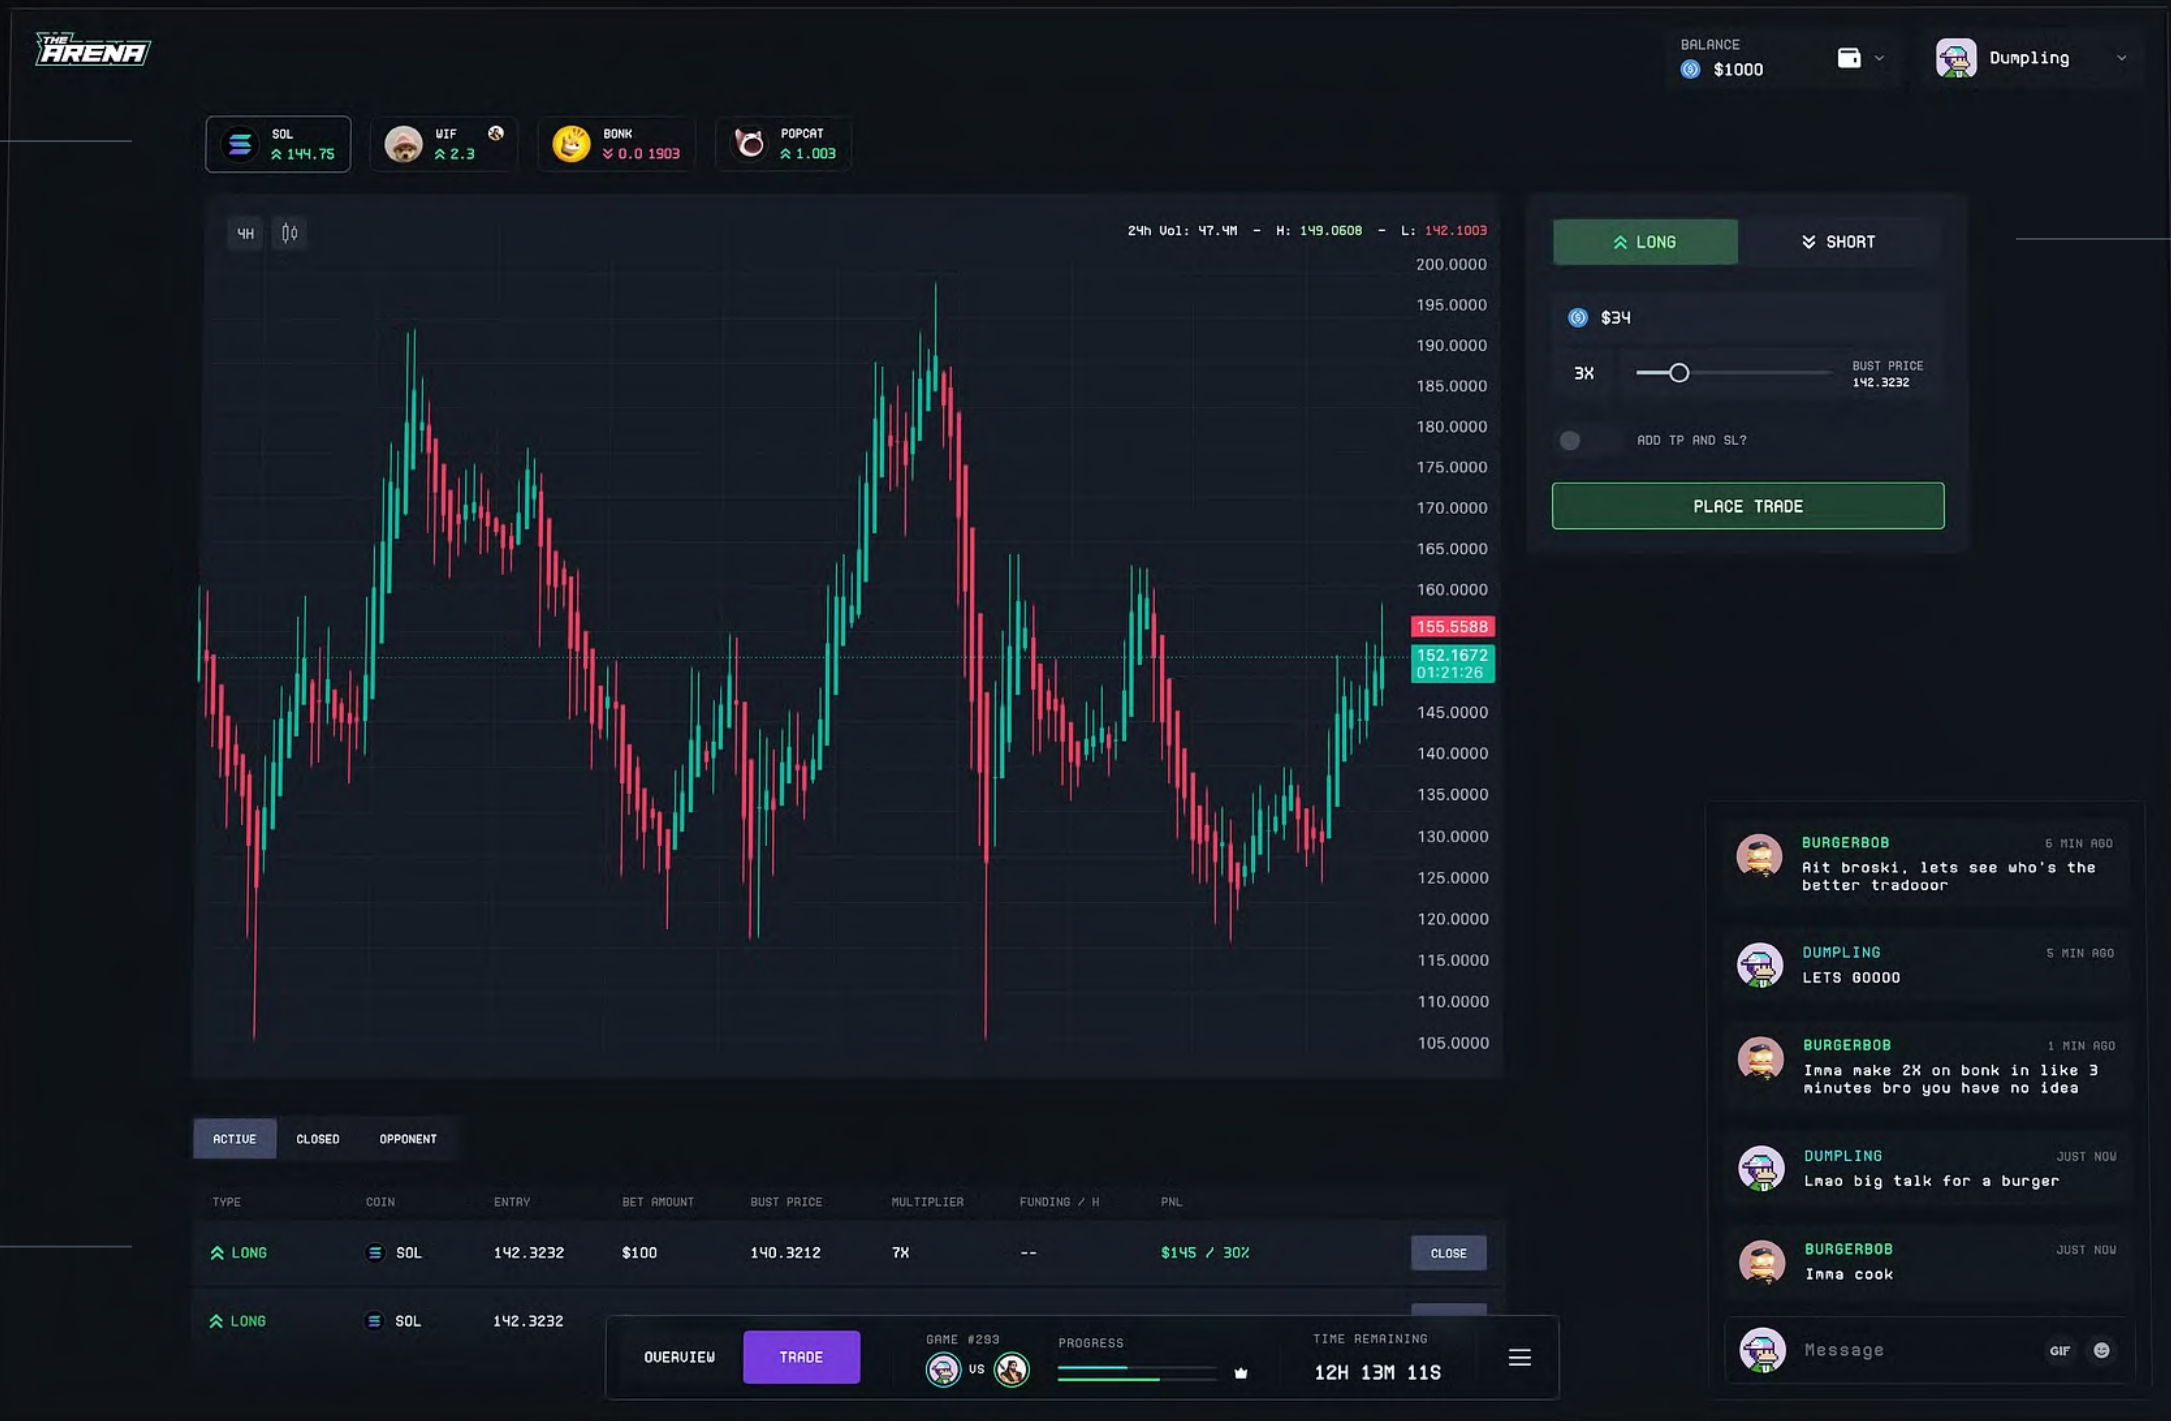 THE
ARENA
BALANCE
$1000
Dumpling
SOL
144.75
WIF
2.3
BONK
0.0 1903
POPCAT
1.003
4H
24h Vol: 47.4M - H: 149.0608 - L: 142.1003
200.0000
195.0000
190.0000
185.0000
180.0000
175.0000
170.0000
165.0000
160.0000
155.5588
152.1672
01:21:26
145.0000
140.0000
135.0000
130.0000
125.0000
120.0000
115.0000
110.0000
105.0000
LONG
SHORT
$34
3X
BUST PRICE
142.3232
ADD TP AND SL?
PLACE TRADE
BURGERBOB 6 MIN AGO
Ait broski, lets see who's the
better tradooor
DUMPLING 5 MIN AGO
LETS GOOOO
BURGERBOB 1 MIN AGO
Imma make 2X on bonk in like 3
minutes bro you have no idea
DUMPLING JUST NOW
Lmao big talk for a burger
BURGERBOB JUST NOW
Imma cook
Message GIF
ACTIVE CLOSED OPPONENT
TYPE COIN ENTRY BET AMOUNT BUST PRICE MULTIPLIER FUNDING / H PNL
LONG SOL 142.3232 $100 140.3212 7X -- $145 / 30% CLOSE
LONG SOL 142.3232
OVERVIEW
TRADE
GAME #293
VS
PROGRESS
TIME REMAINING
12H 13M 11S